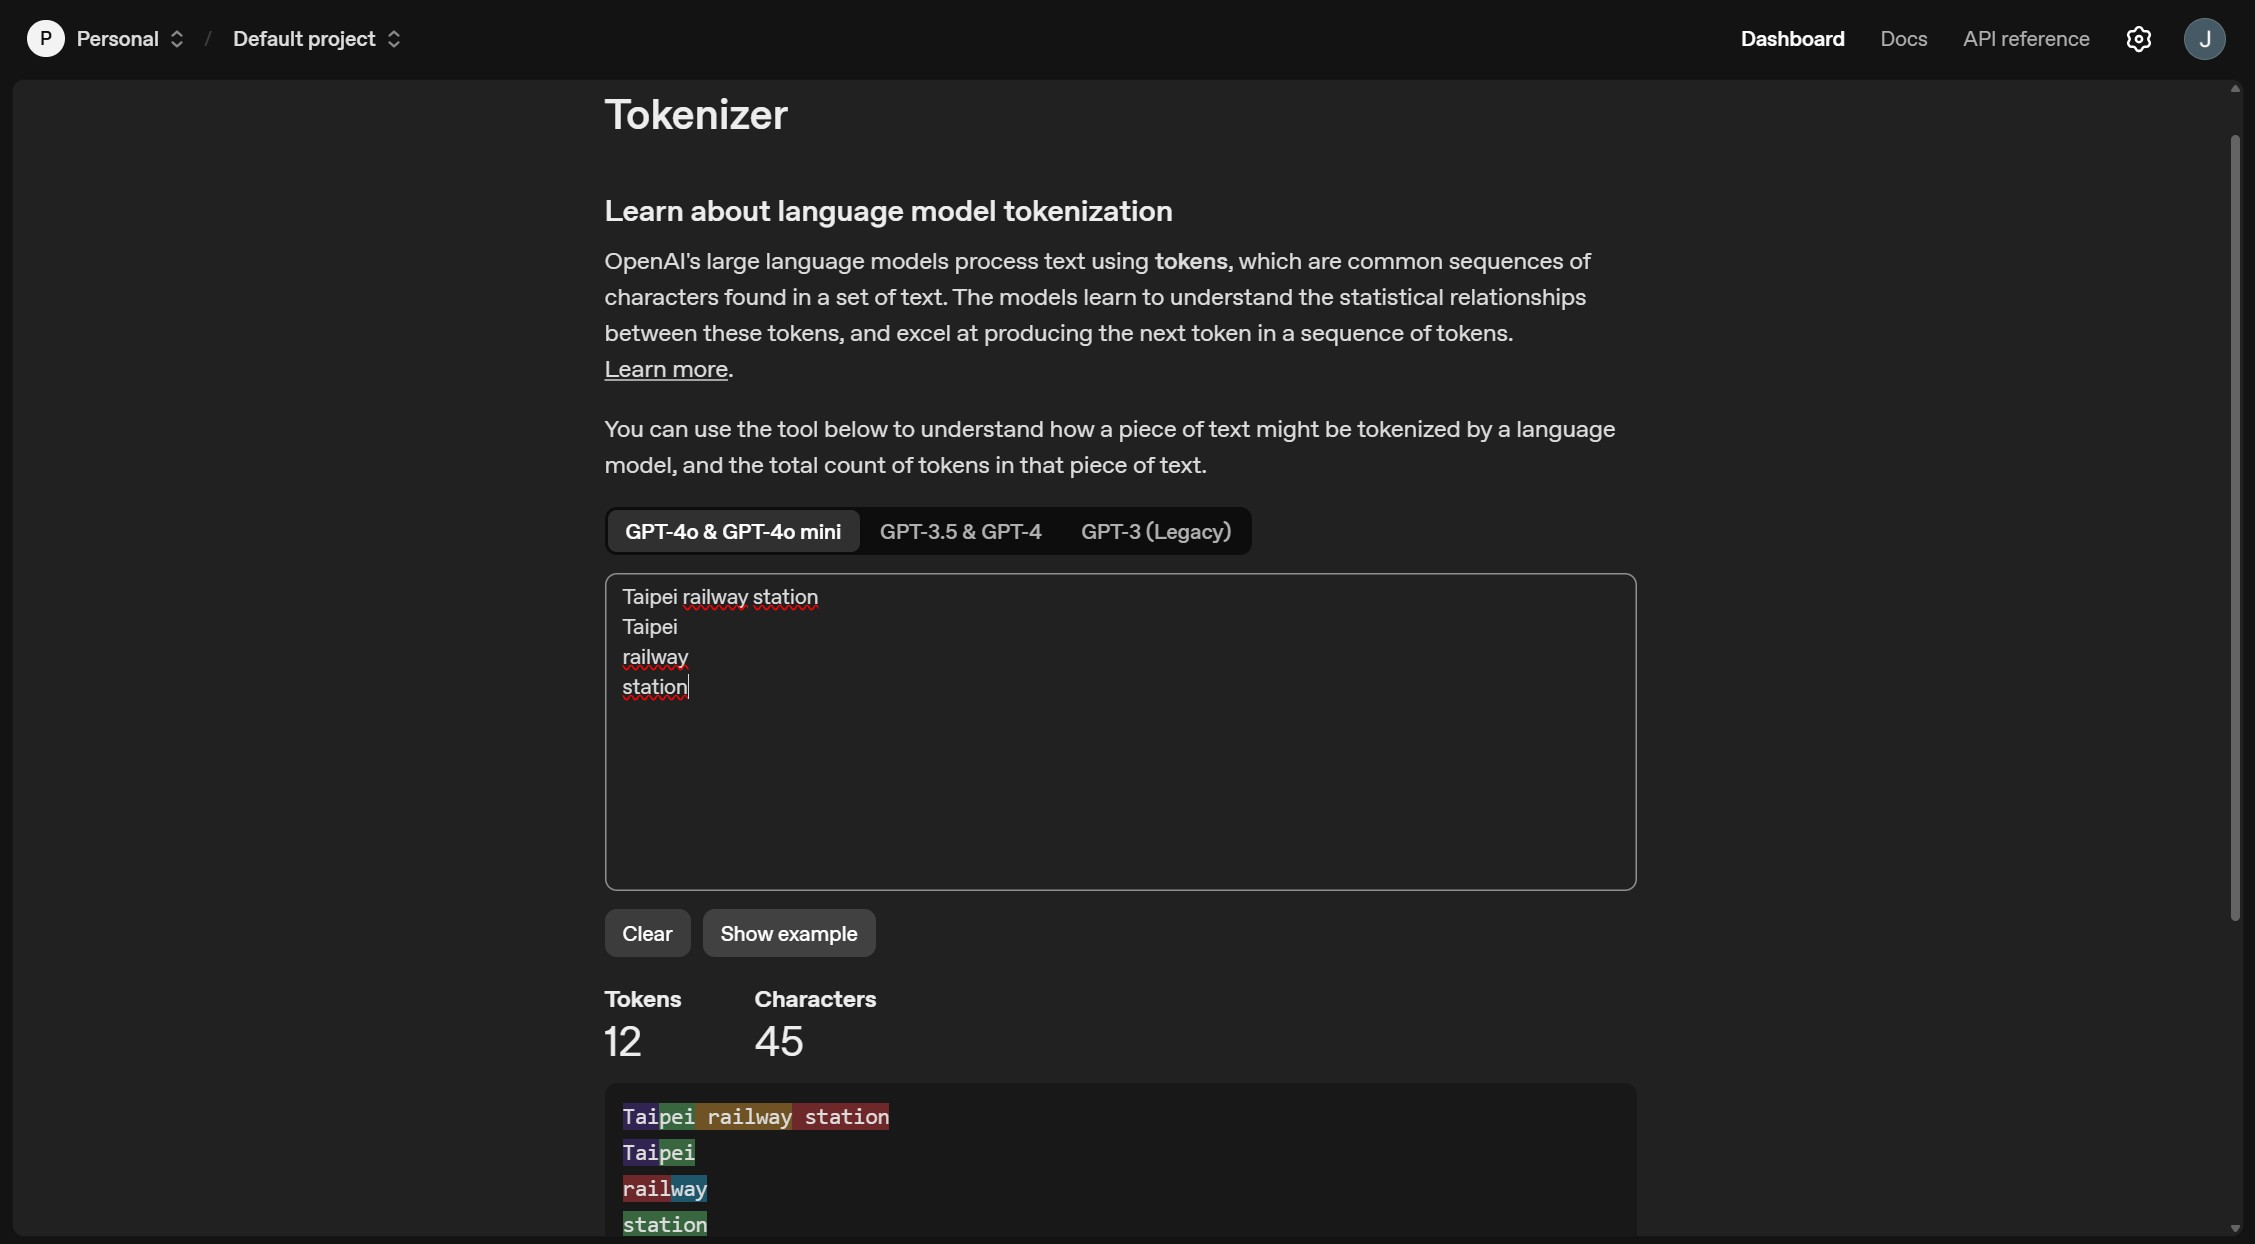 P Personal / Default project
Dashboard Docs API reference J
Tokenizer
Learn about language model tokenization
OpenAI's large language models process text using tokens, which are common sequences of
characters found in a set of text. The models learn to understand the statistical relationships
between these tokens, and excel at producing the next token in a sequence of tokens.
Learn more.
You can use the tool below to understand how a piece of text might be tokenized by a language
model, and the total count of tokens in that piece of text.
GPT-4o & GPT-4o mini GPT-3.5 & GPT-4 GPT-3 (Legacy)
Taipei railway station
Taipei
railway
station
Clear Show example
Tokens Characters
12 45
Taipei railway station
Taipei
railway
station